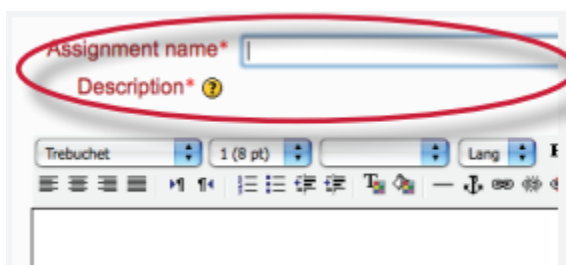 Assignment name*
Description*
Trebuchet 1 (8 pt) Lang